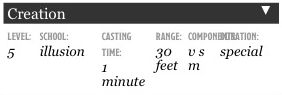 Creation ▼
LEVEL: SCHOOL: CASTING RANGE: COMPONENTS: DURATION:
5 illusion TIME: 30 v s special
1 feet m
minute